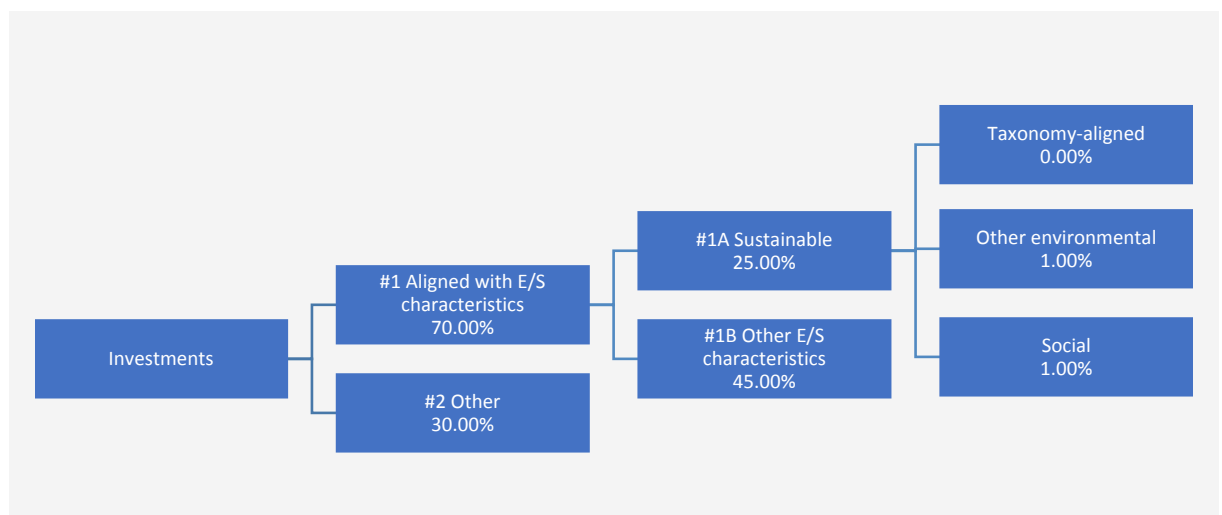 Investments
#1 Aligned with E/S
characteristics
70.00%
#2 Other
30.00%
#1A Sustainable
25.00%
#1B Other E/S
characteristics
45.00%
Taxonomy-aligned
0.00%
Other environmental
1.00%
Social
1.00%